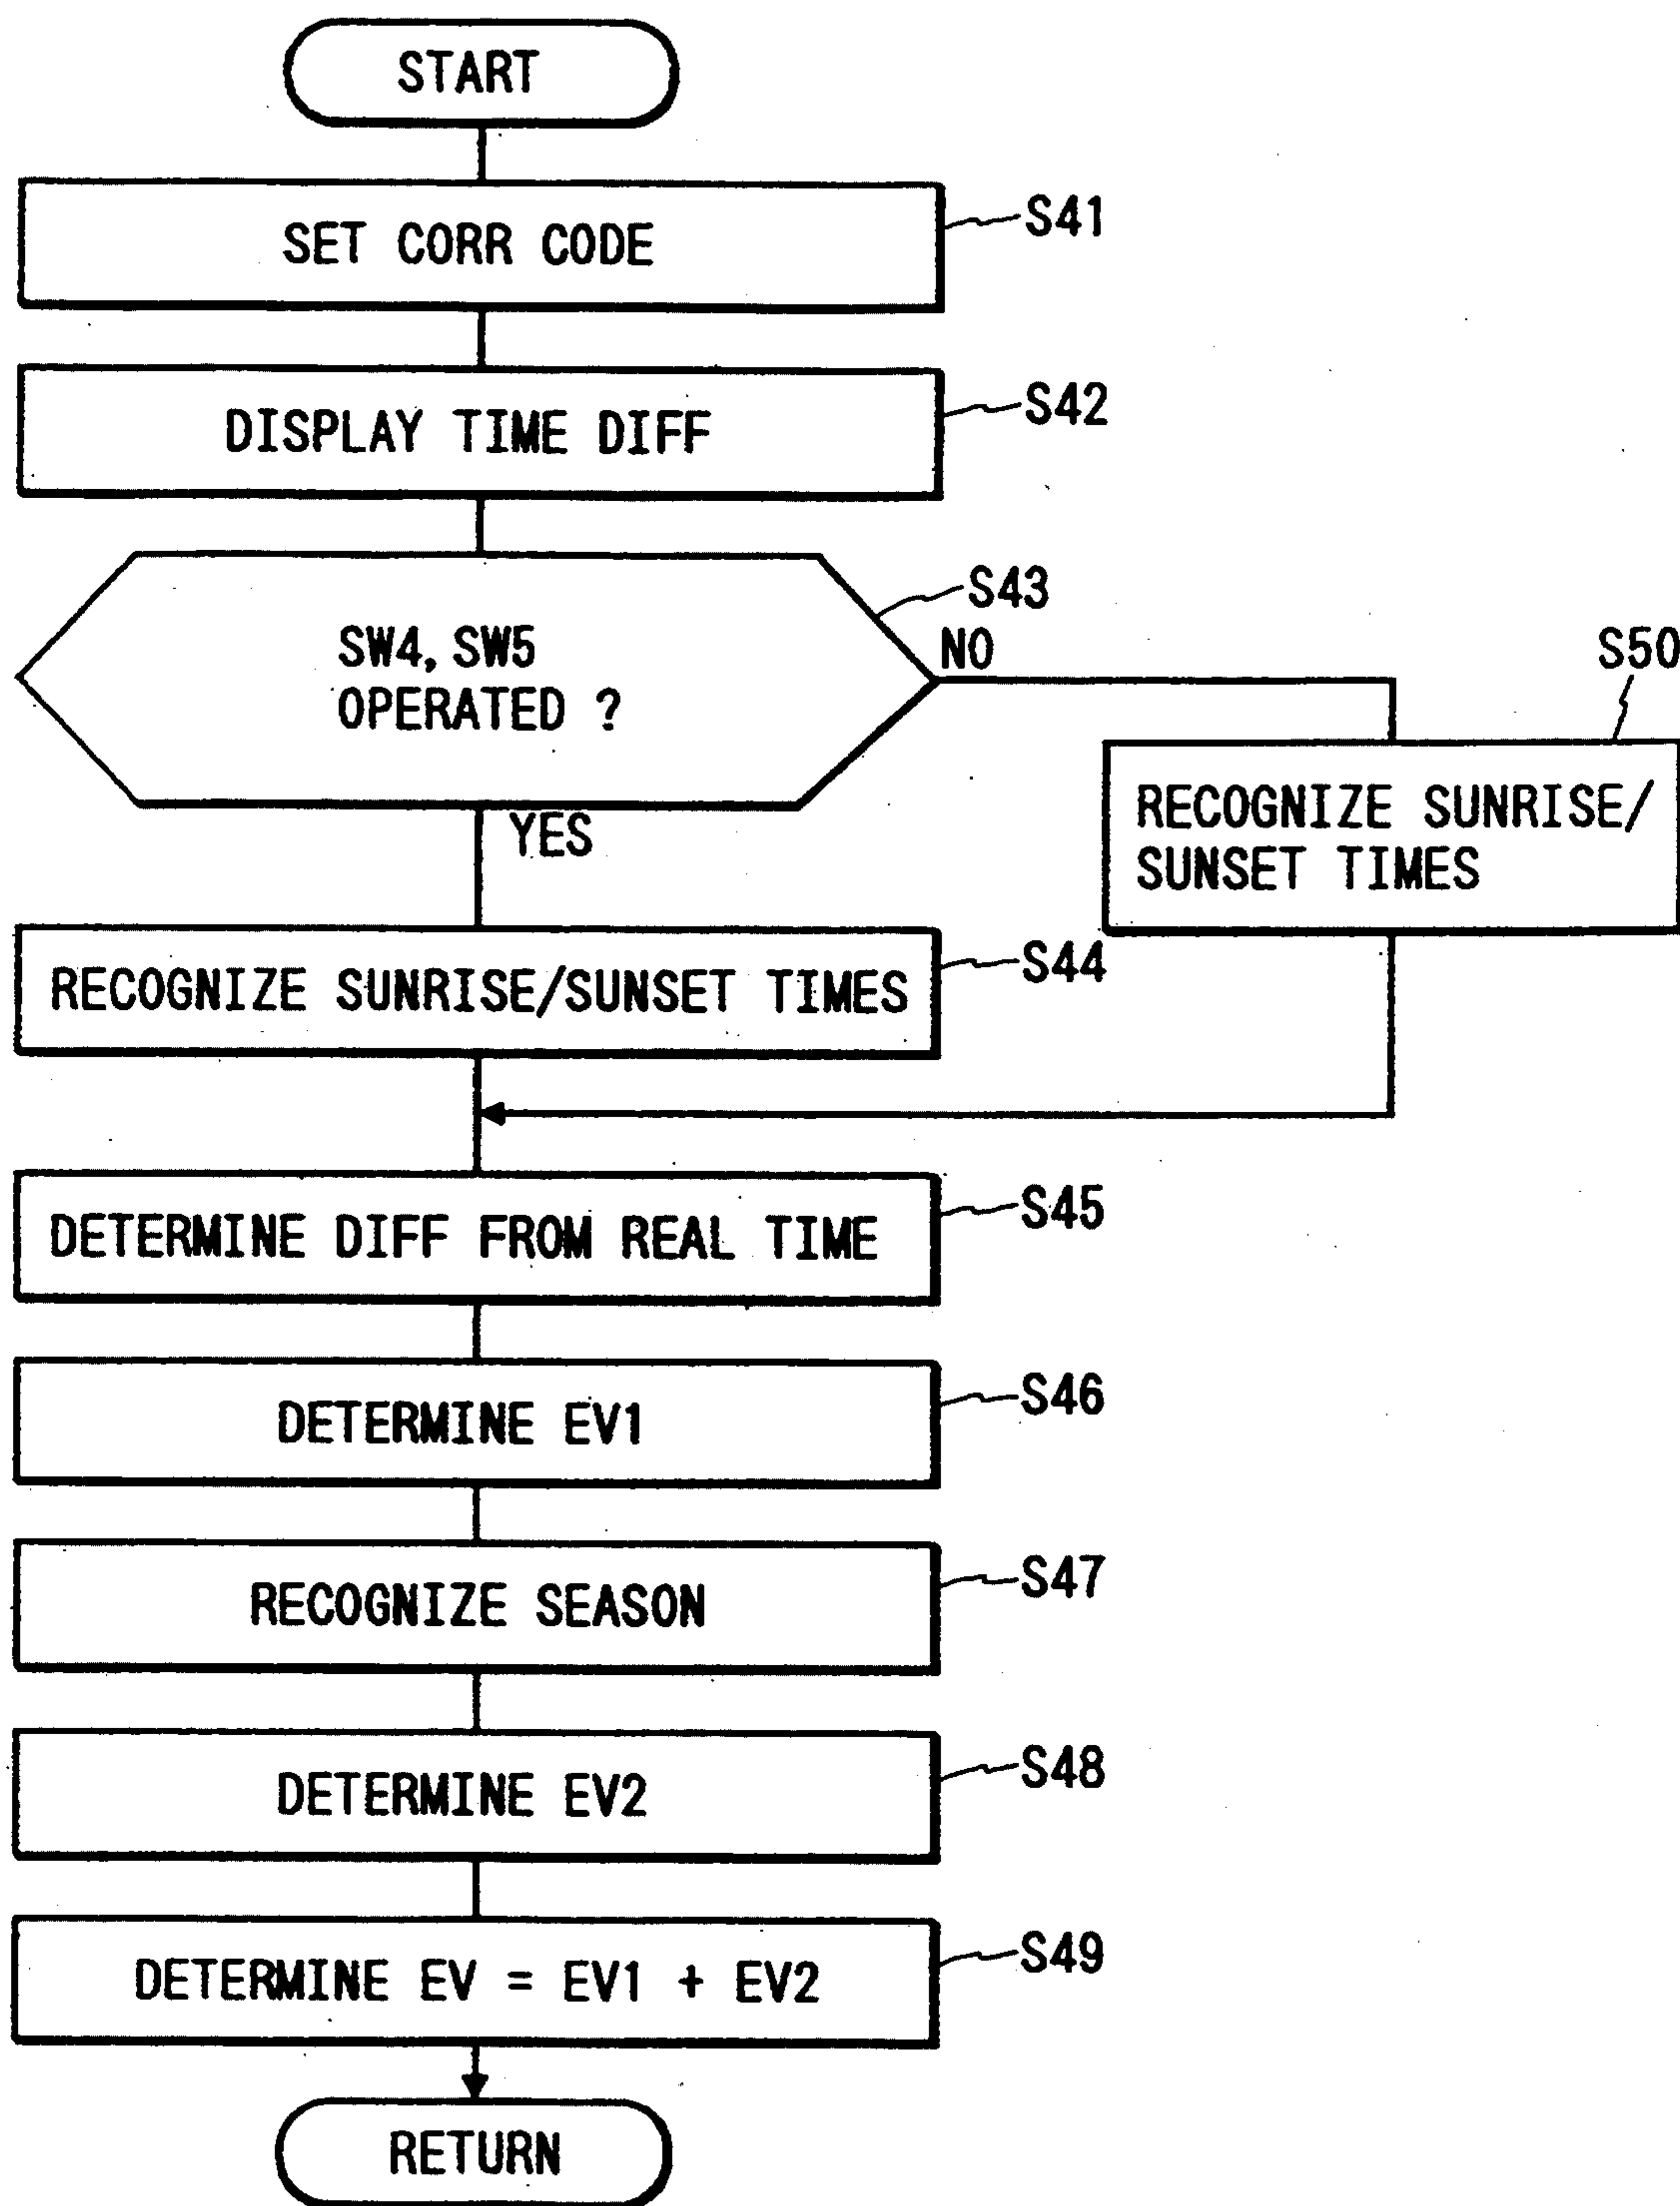 START
SET CORR CODE
S41
DISPLAY TIME DIFF
S42
SW4, SW5
OPERATED ?
S43
NO
YES
S50
RECOGNIZE SUNRISE/
SUNSET TIMES
RECOGNIZE SUNRISE/SUNSET TIMES
S44
DETERMINE DIFF FROM REAL TIME
S45
DETERMINE EV1
S46
RECOGNIZE SEASON
S47
DETERMINE EV2
S48
DETERMINE EV = EV1 + EV2
S49
RETURN